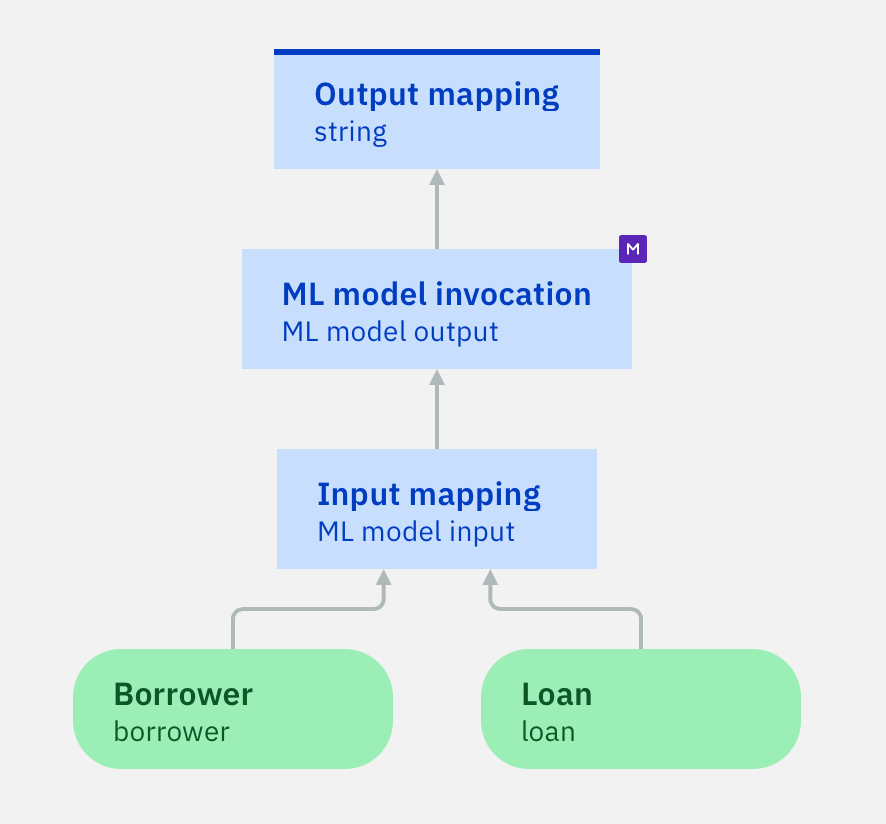 Output mapping
string
M
ML model invocation
ML model output
Input mapping
ML model input
Borrower
borrower
Loan
loan